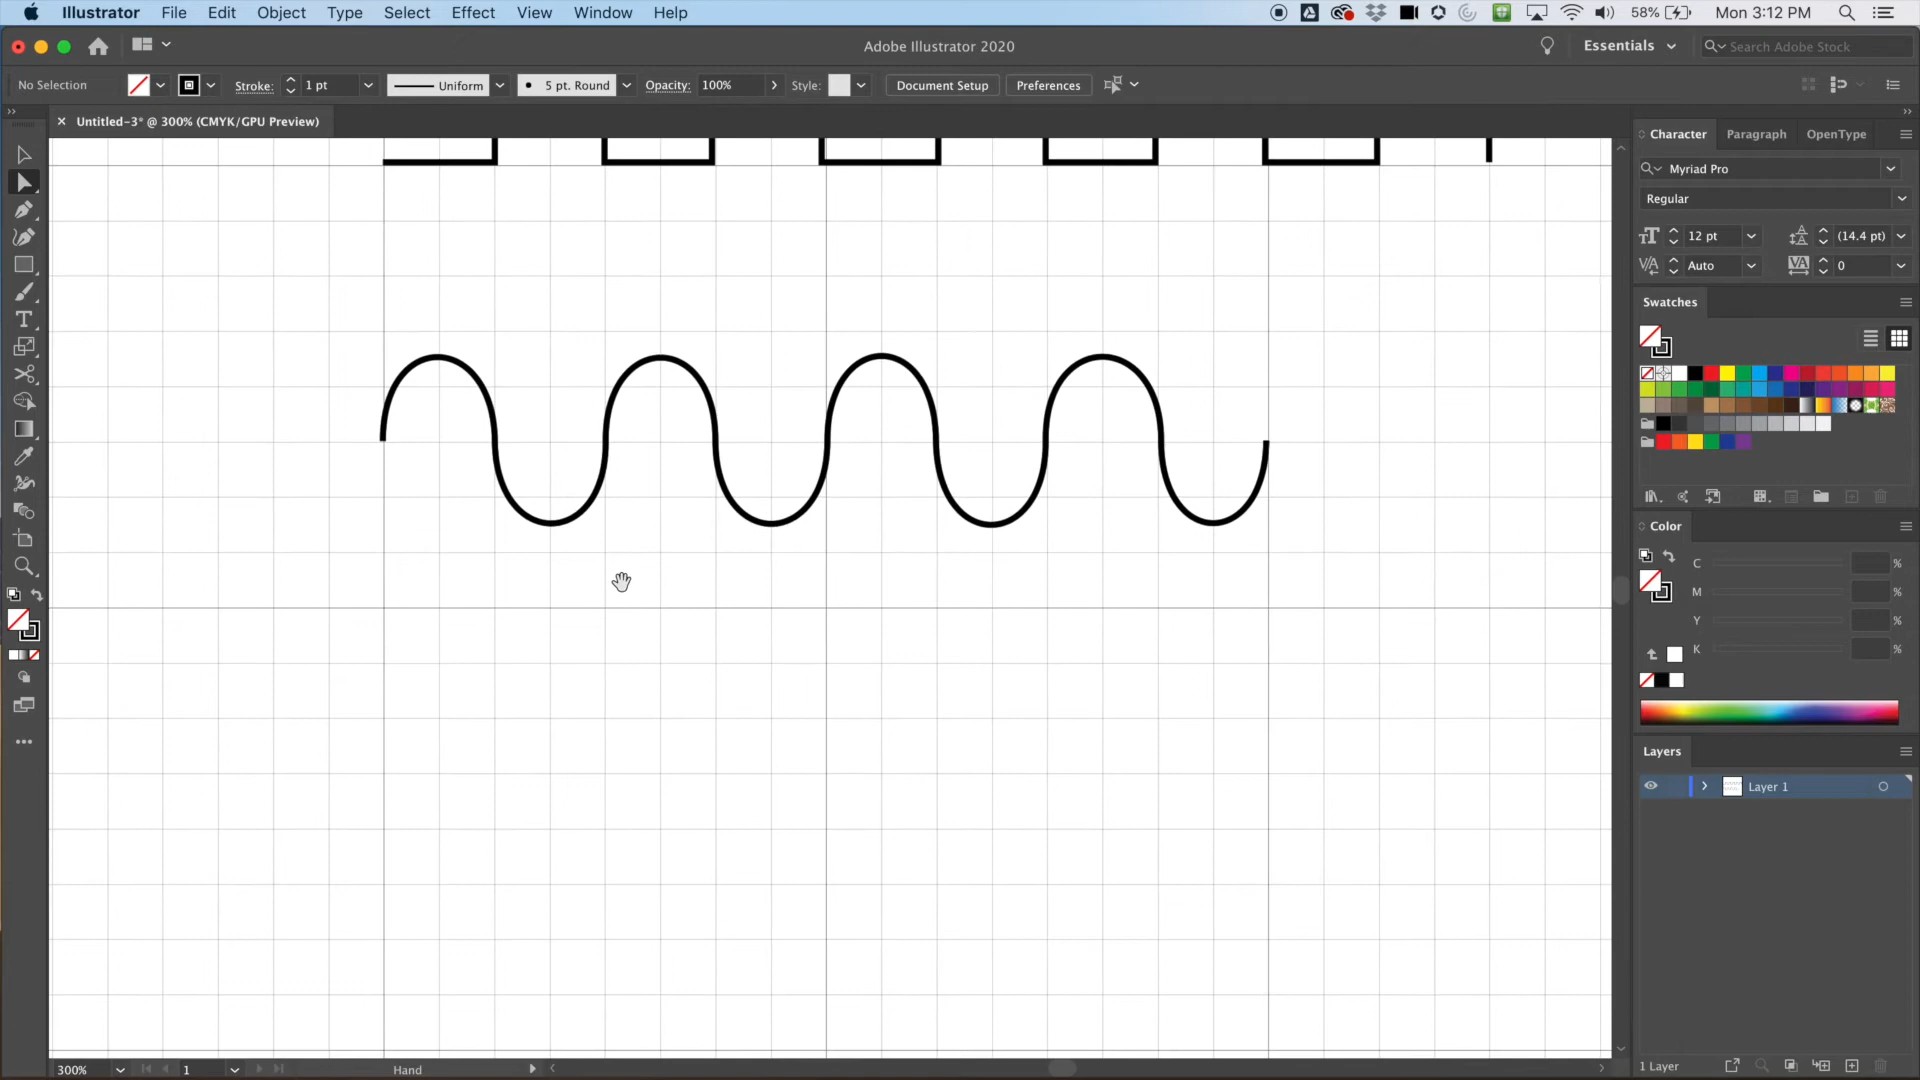 Illustrator File Edit Object Type Select Effect View Window Help 58% Mon 3:12 PM
Adobe Illustrator 2020 Essentials Search Adobe Stock
No Selection Stroke: 1 pt Uniform 5 pt. Round Opacity: 100% Style: Document Setup Preferences
Untitled-3* @ 300% (CMYK/GPU Preview)
Character Paragraph OpenType
Myriad Pro
Regular
12 pt (14.4 pt)
Auto 0
Swatches
Color
C %
M %
Y %
K %
Layers
Layer 1
300% 1 Hand 1 Layer